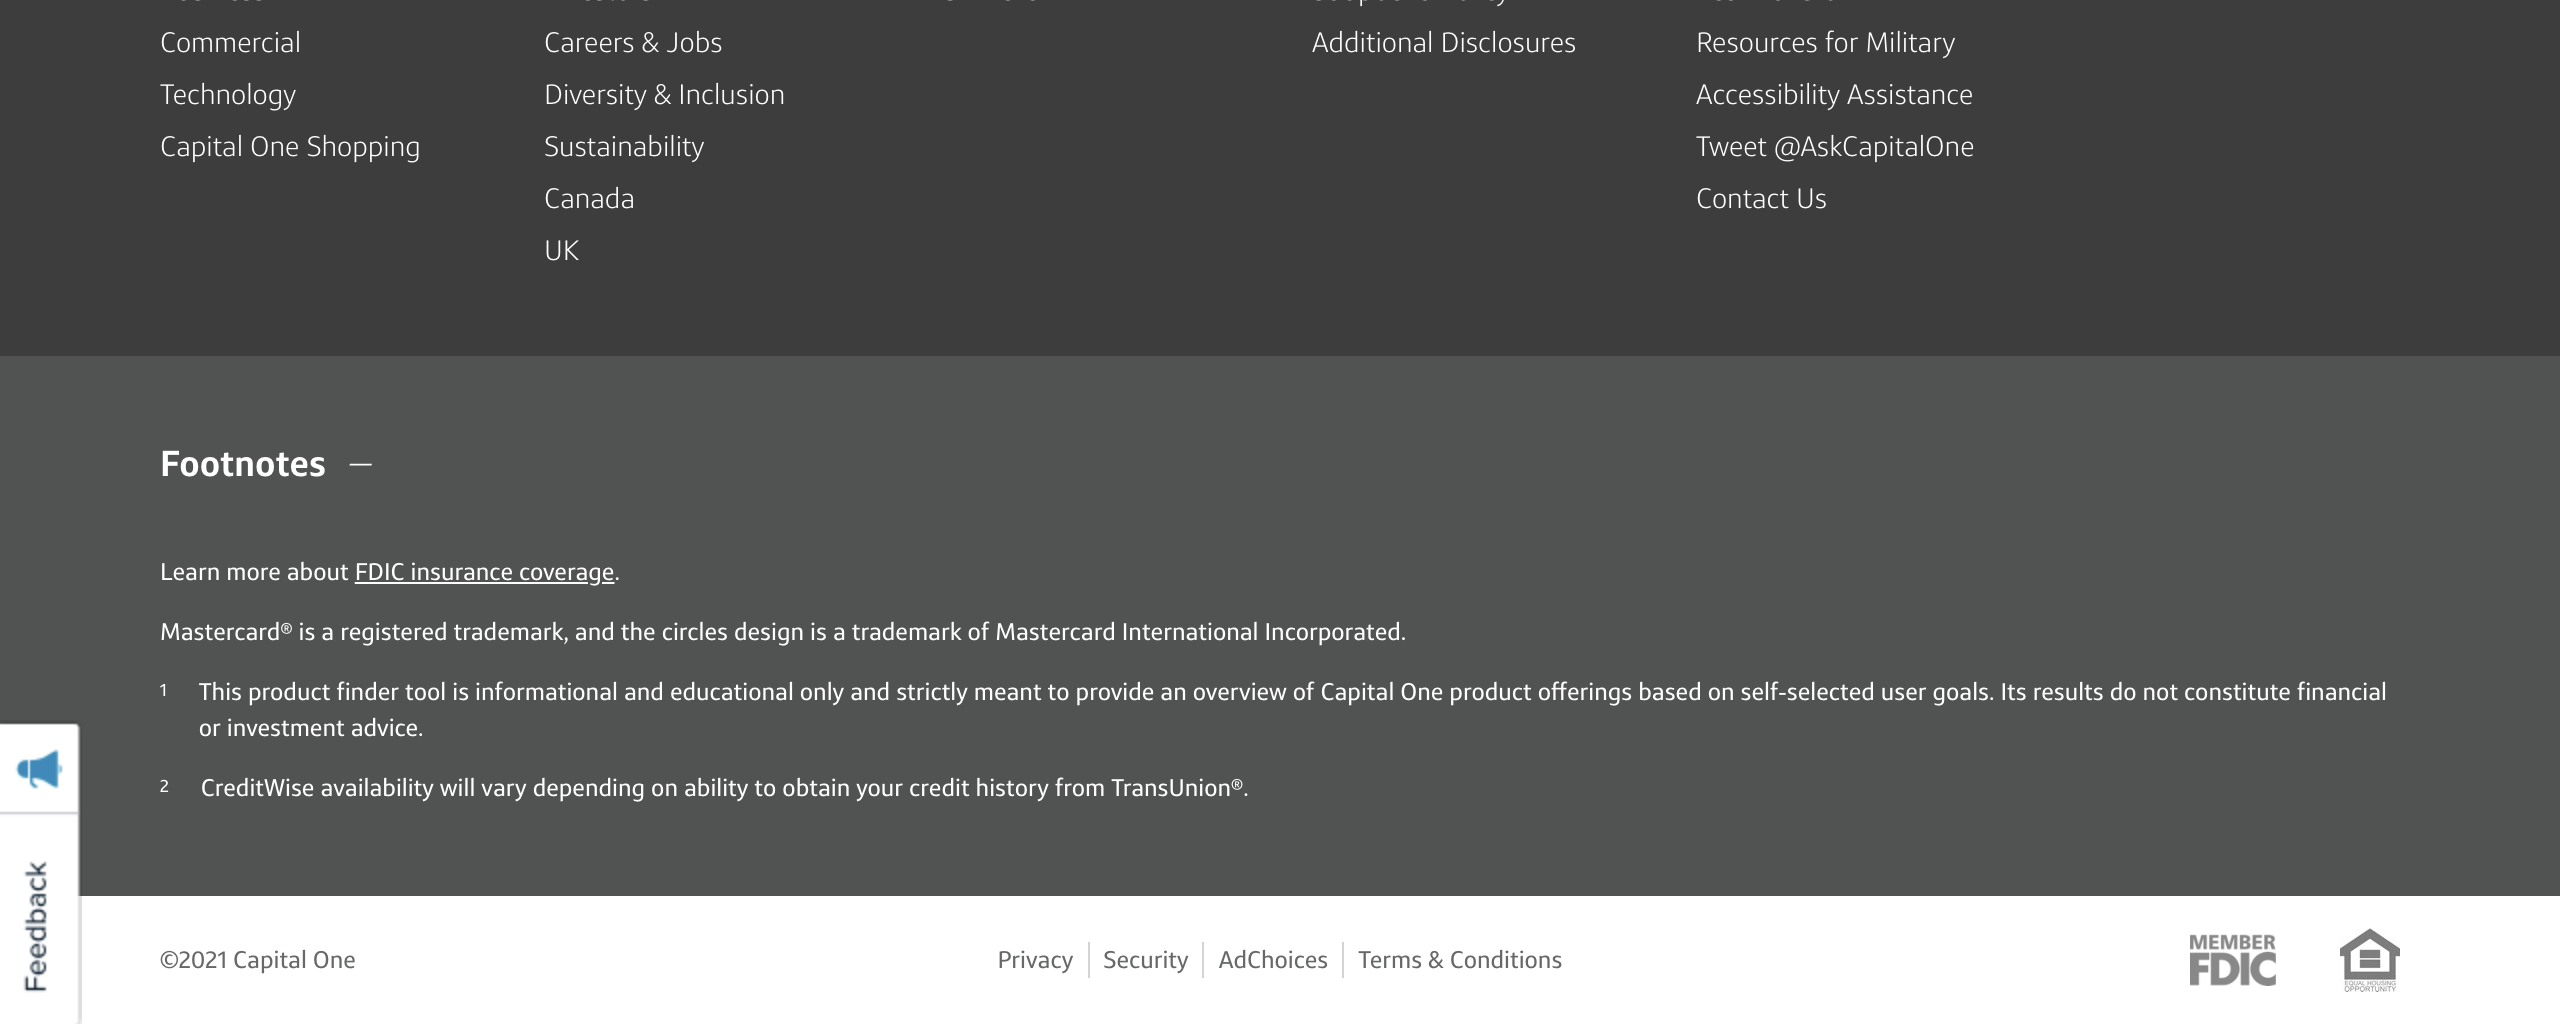 Commercial
Technology
Capital One Shopping
Careers & Jobs
Diversity & Inclusion
Sustainability
Canada
UK
Additional Disclosures
Resources for Military
Accessibility Assistance
Tweet @AskCapitalOne
Contact Us
Footnotes —
Learn more about FDIC insurance coverage.
Mastercard® is a registered trademark, and the circles design is a trademark of Mastercard International Incorporated.
1 This product finder tool is informational and educational only and strictly meant to provide an overview of Capital One product offerings based on self-selected user goals. Its results do not constitute financial
or investment advice.
2 CreditWise availability will vary depending on ability to obtain your credit history from TransUnion®.
Feedback
©2021 Capital One
Privacy
Security
AdChoices
Terms & Conditions
MEMBER
FDIC
EQUAL HOUSING
OPPORTUNITY